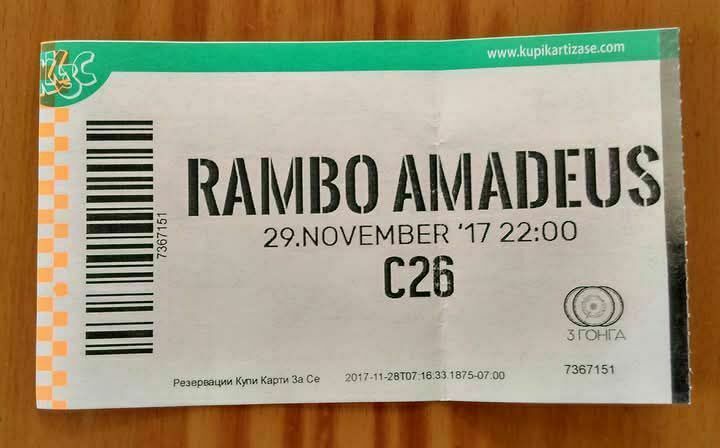 www.kupikartizase.com
RAMBO AMADEUS
29.NOVEMBER '17 22:00
C26
7367151
3 ГОНГА
7367151
Резервации Купи Карти За Се
2017-11-28T07:16:33.1875-07:00